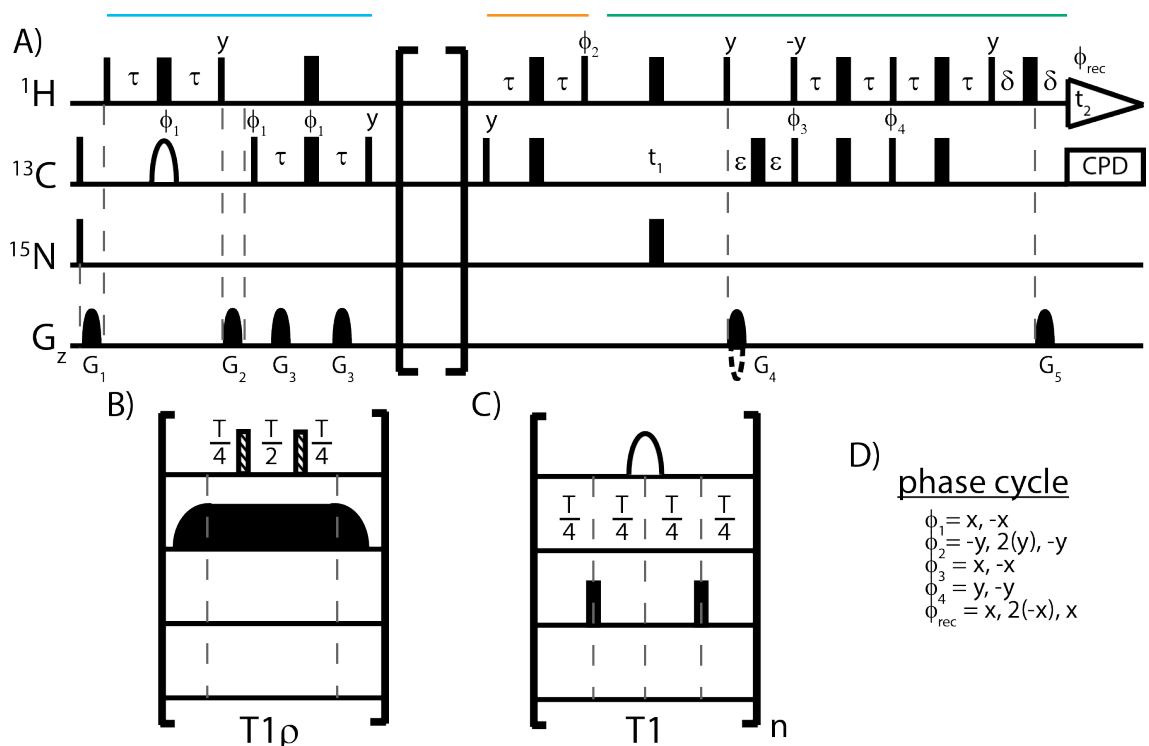 A)
y ϕ2 y -y y ϕrec
1H τ τ τ τ τ τ τ τ δ δ t2
ϕ1 ϕ1 ϕ1 y y ϕ3 ϕ4
13C τ τ t1 ε ε CPD
15N
Gz
G1 G2 G3 G3 G4 G5
B) C)
T/4 T/2 T/4
T/4 T/4 T/4 T/4
T1ρ T1 n
D)
phase cycle
ϕ1 = x, -x
ϕ2 = -y, 2(y), -y
ϕ3 = x, -x
ϕ4 = y, -y
ϕrec = x, 2(-x), x